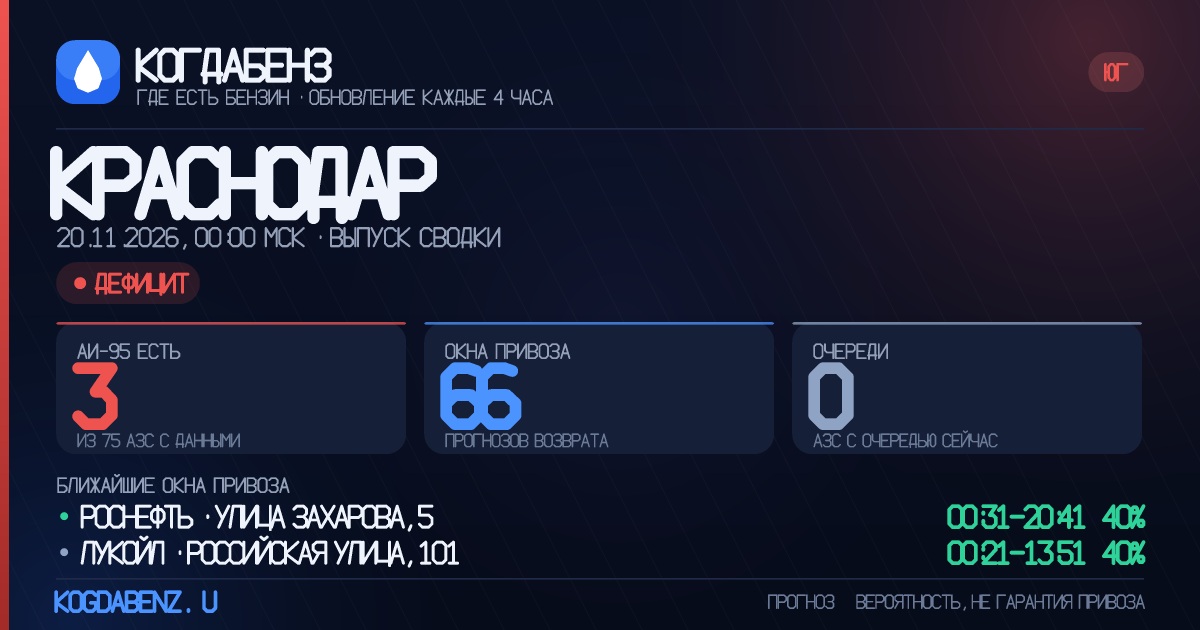 КОГДАБЕНЗ
ГДЕ ЕСТЬ БЕНЗИН · ОБНОВЛЕНИЕ КАЖДЫЕ 4 ЧАСА
ЮГ
КРАСНОДАР
20.11.2026, 00:00 МСК · ВЫПУСК СВОДКИ
ДЕФИЦИТ
АИ-95 ЕСТЬ
3
ИЗ 75 АЗС С ДАННЫМИ
ОКНА ПРИВОЗА
66
ПРОГНОЗОВ ВОЗВРАТА
ОЧЕРЕДИ
0
АЗС С ОЧЕРЕДЬЮ СЕЙЧАС
БЛИЖАЙШИЕ ОКНА ПРИВОЗА
РОСНЕФТЬ · УЛИЦА ЗАХАРОВА, 5 00:31–20:41 40%
ЛУКОЙЛ · РОССИЙСКАЯ УЛИЦА, 101 00:21–13:51 40%
KOGDABENZ. U
ПРОГНОЗ ВЕРОЯТНОСТЬ, НЕ ГАРАНТИЯ ПРИВОЗА